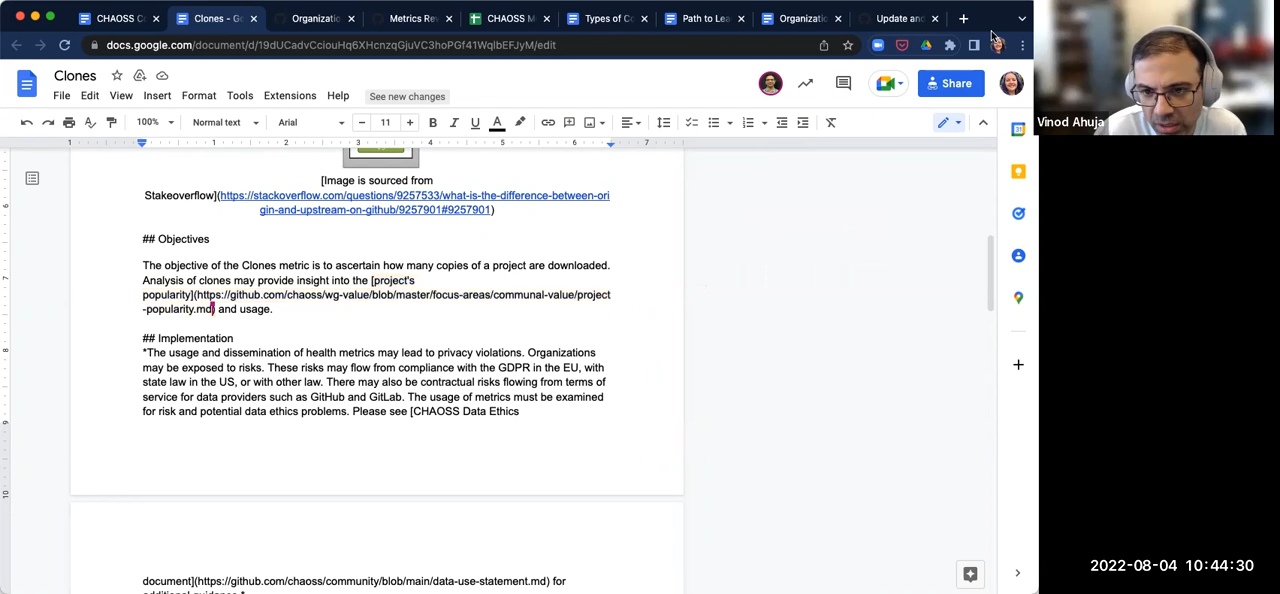 CHAOSS C
Clones - Go
Organizatio
Metrics Rev
CHAOSS M
Types of Co
Path to Lea
Organizatio
Update and
docs.google.com/document/d/19dUCadvCciouHq6XHcnzqGjuVC3hoPGf41WqIbEFJyM/edit
Clones
File Edit View Insert Format Tools Extensions Help See new changes
Share
100% Normal text Arial 11
Vinod Ahuja
[Image is sourced from
Stakeoverflow](https://stackoverflow.com/questions/9257533/what-is-the-difference-between-ori
gin-and-upstream-on-github/9257901#9257901)
## Objectives
The objective of the Clones metric is to ascertain how many copies of a project are downloaded.
Analysis of clones may provide insight into the [project's
popularity](https://github.com/chaoss/wg-value/blob/master/focus-areas/communal-value/project
-popularity.md) and usage.
## Implementation
*The usage and dissemination of health metrics may lead to privacy violations. Organizations
may be exposed to risks. These risks may flow from compliance with the GDPR in the EU, with
state law in the US, or with other law. There may also be contractual risks flowing from terms of
service for data providers such as GitHub and GitLab. The usage of metrics must be examined
for risk and potential data ethics problems. Please see [CHAOSS Data Ethics
document](https://github.com/chaoss/community/blob/main/data-use-statement.md) for
additional guidance.*
2022-08-04 10:44:30